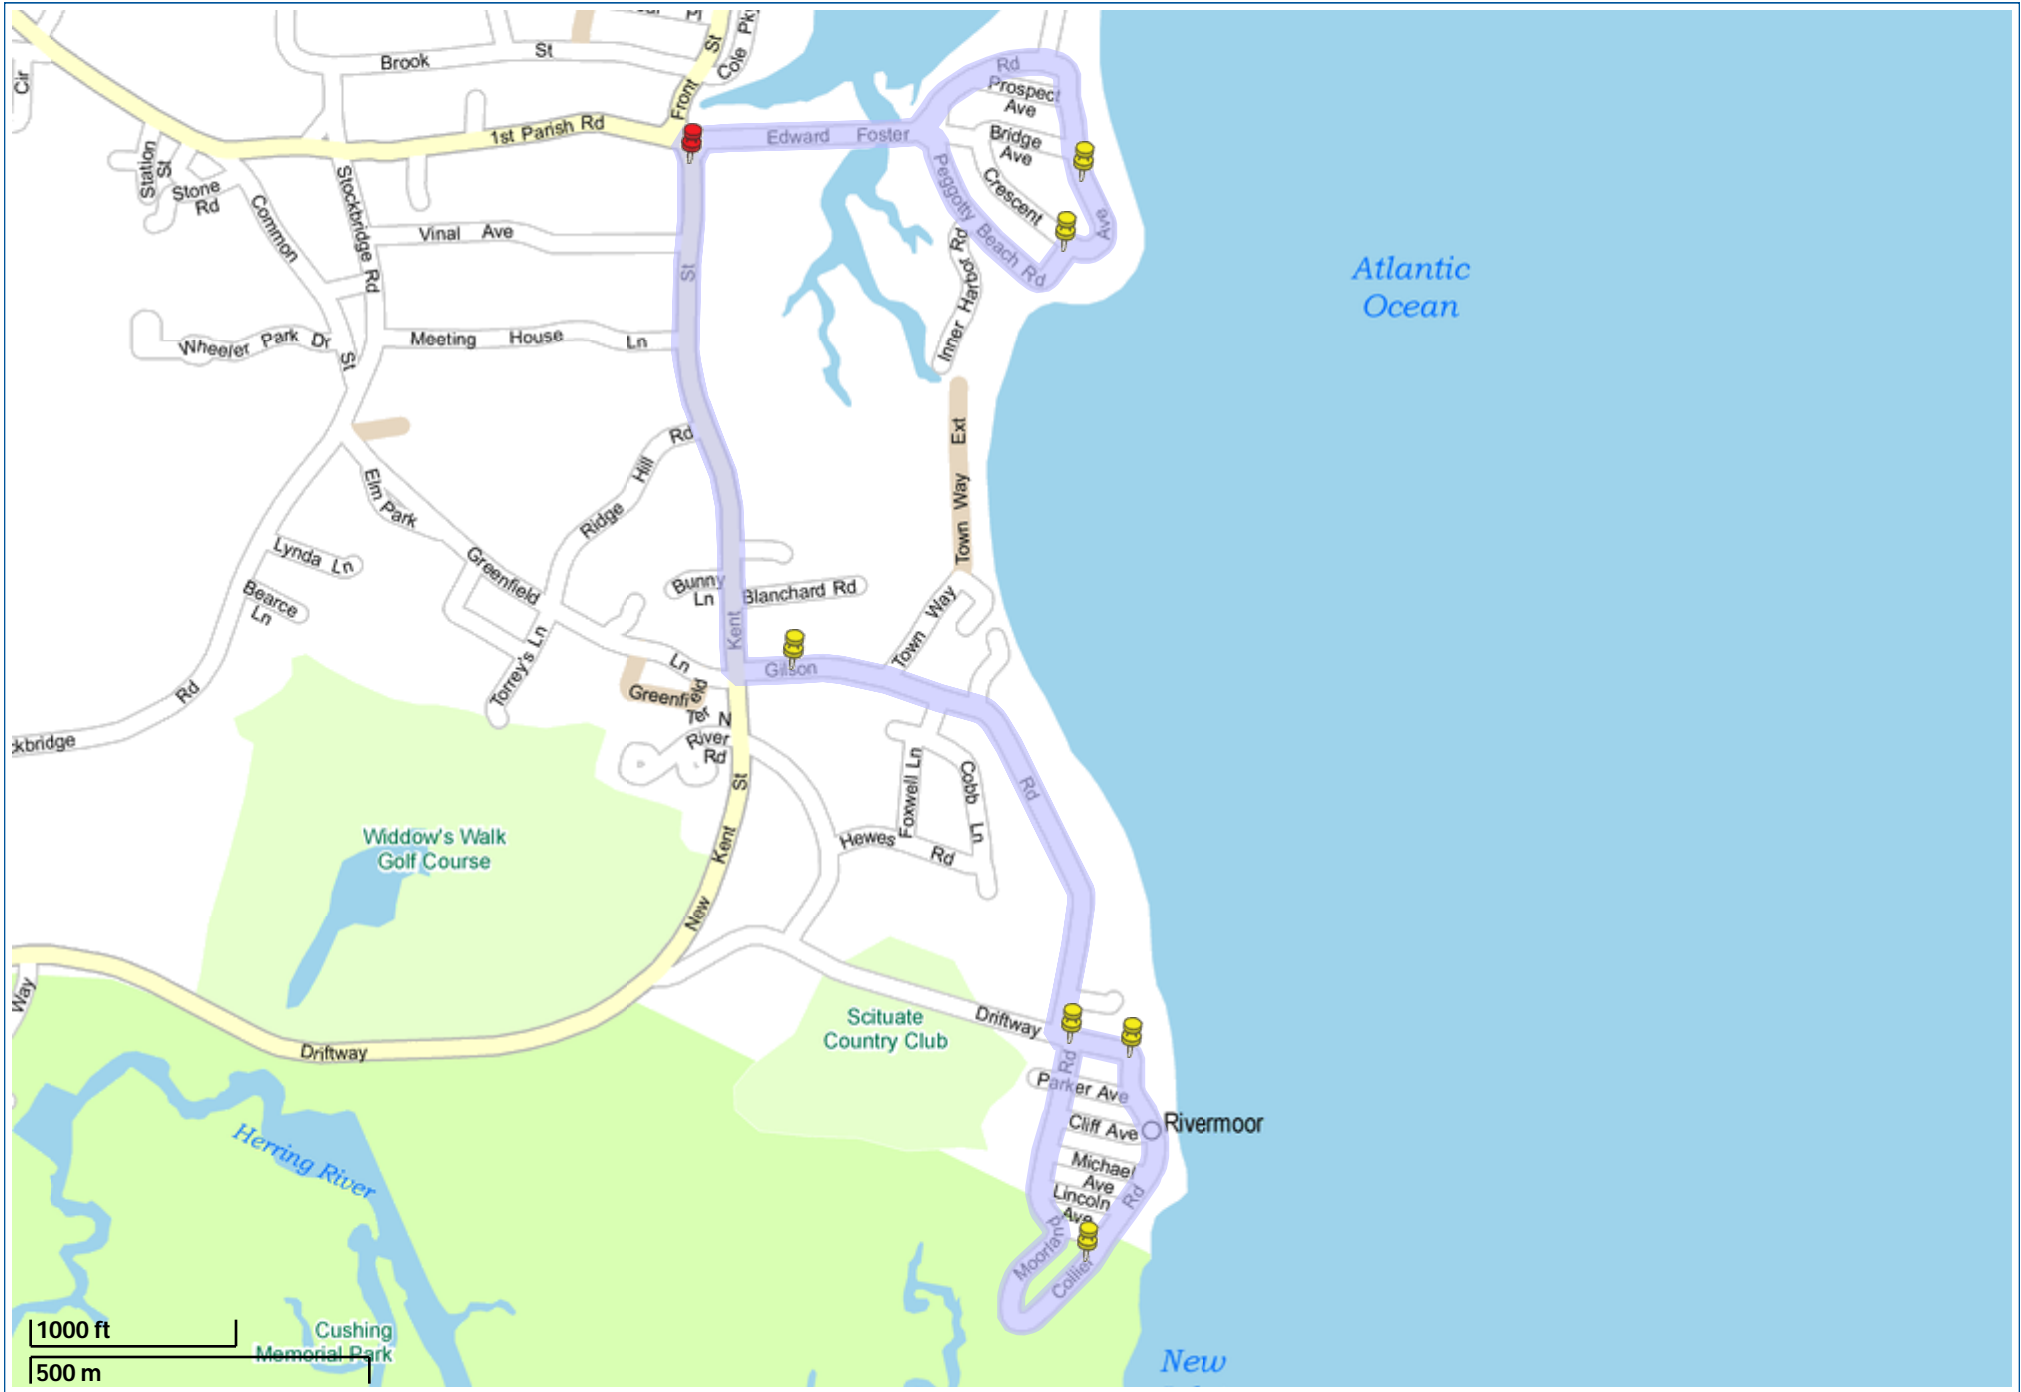 Pl
Cole Pky
Front
St
Brook St
Cir
1st Parish Rd
Edward Foster
Rd
Prospect
Ave
Bridge
Ave
Crescent
Peggotty Beach Rd
Ave
Inner Harbor Rd
Station
St
Stone
Rd
Common
St
Stockbridge Rd
Vinal Ave
St
Wheeler Park Dr
Meeting House Ln
Atlantic
Ocean
Town Way Ext
Ridge Hill Rd
Elm Park
Lynda Ln
Bearce
Ln
Greenfield
Ln
Torrey's Ln
Bunny
Ln
Blanchard Rd
Kent
Town Way
Gilson
Rd
Greenfield
Ter
N
River
Rd
Rd
ckbridge
St
Kent
New
Foxwell Ln
Cobb Ln
Hewes Rd
Widdow's Walk
Golf Course
Way
Driftway
Scituate
Country Club
Driftway
Rd
Parker Ave
Cliff Ave
Rivermoor
Michael
Ave
Lincoln
Ave
Rd
Moorland
Collier
Herring River
Cushing
Memorial Park
1000 ft
500 m
New